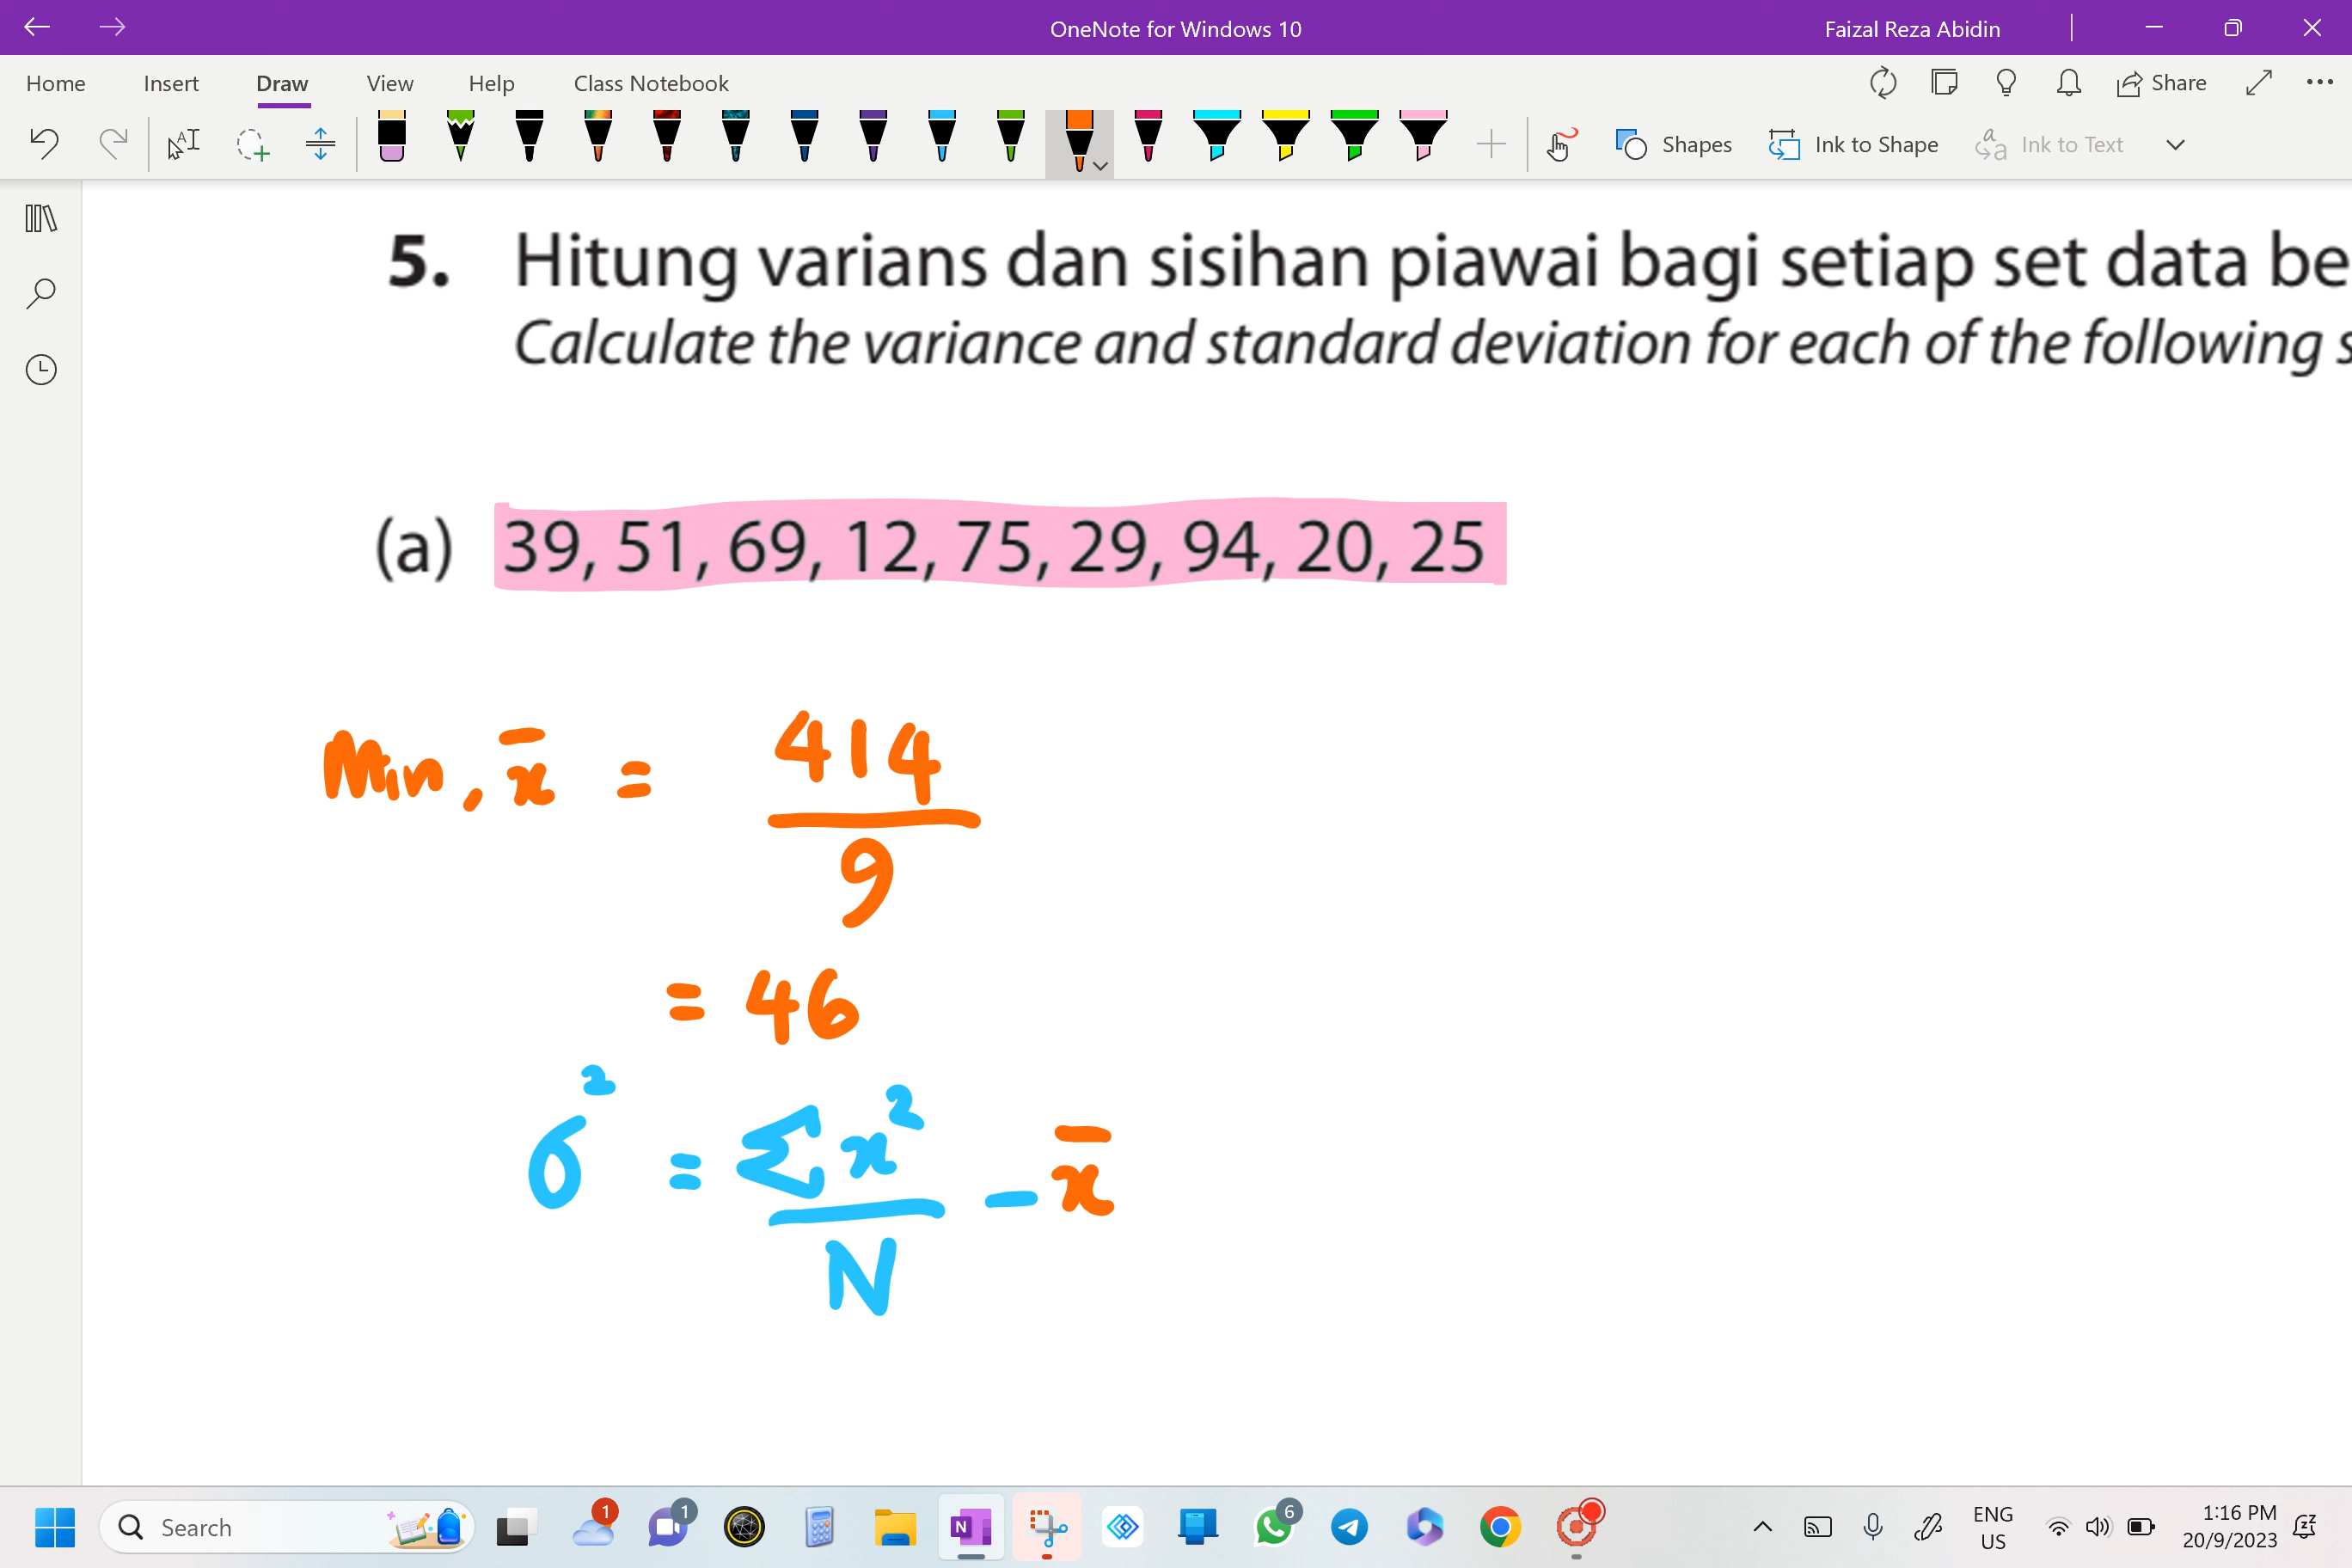 OneNote for Windows 10
Faizal Reza Abidin
Home Insert Draw View Help Class Notebook
Share
Shapes Ink to Shape Ink to Text
5. Hitung varians dan sisihan piawai bagi setiap set data be
Calculate the variance and standard deviation for each of the following s
(a) 39, 51, 69, 12, 75, 29, 94, 20, 25
Min, x̄ = 414/9
= 46
σ² = Σx²/N − x̄
Search
1
1
6
ENG
US
1:16 PM
20/9/2023